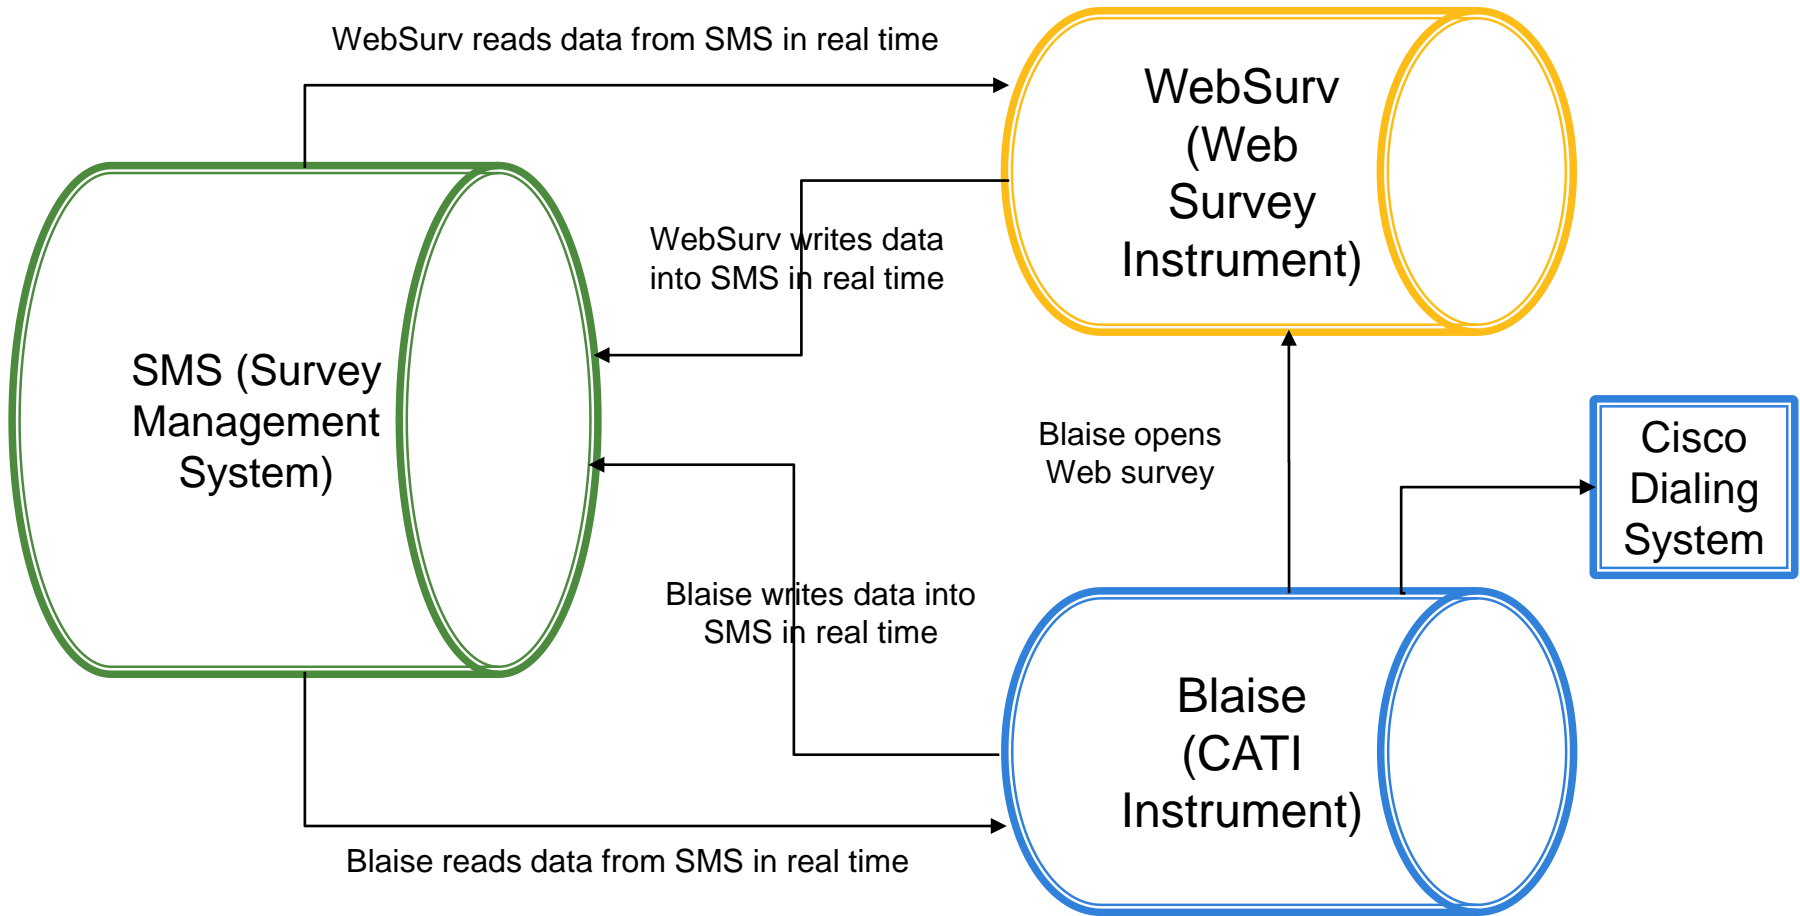 WebSurv reads data from SMS in real time
WebSurv
(Web
Survey
Instrument)
WebSurv writes data
into SMS in real time
SMS (Survey
Management
System)
Blaise opens
Web survey
Cisco
Dialing
System
Blaise writes data into
SMS in real time
Blaise
(CATI
Instrument)
Blaise reads data from SMS in real time